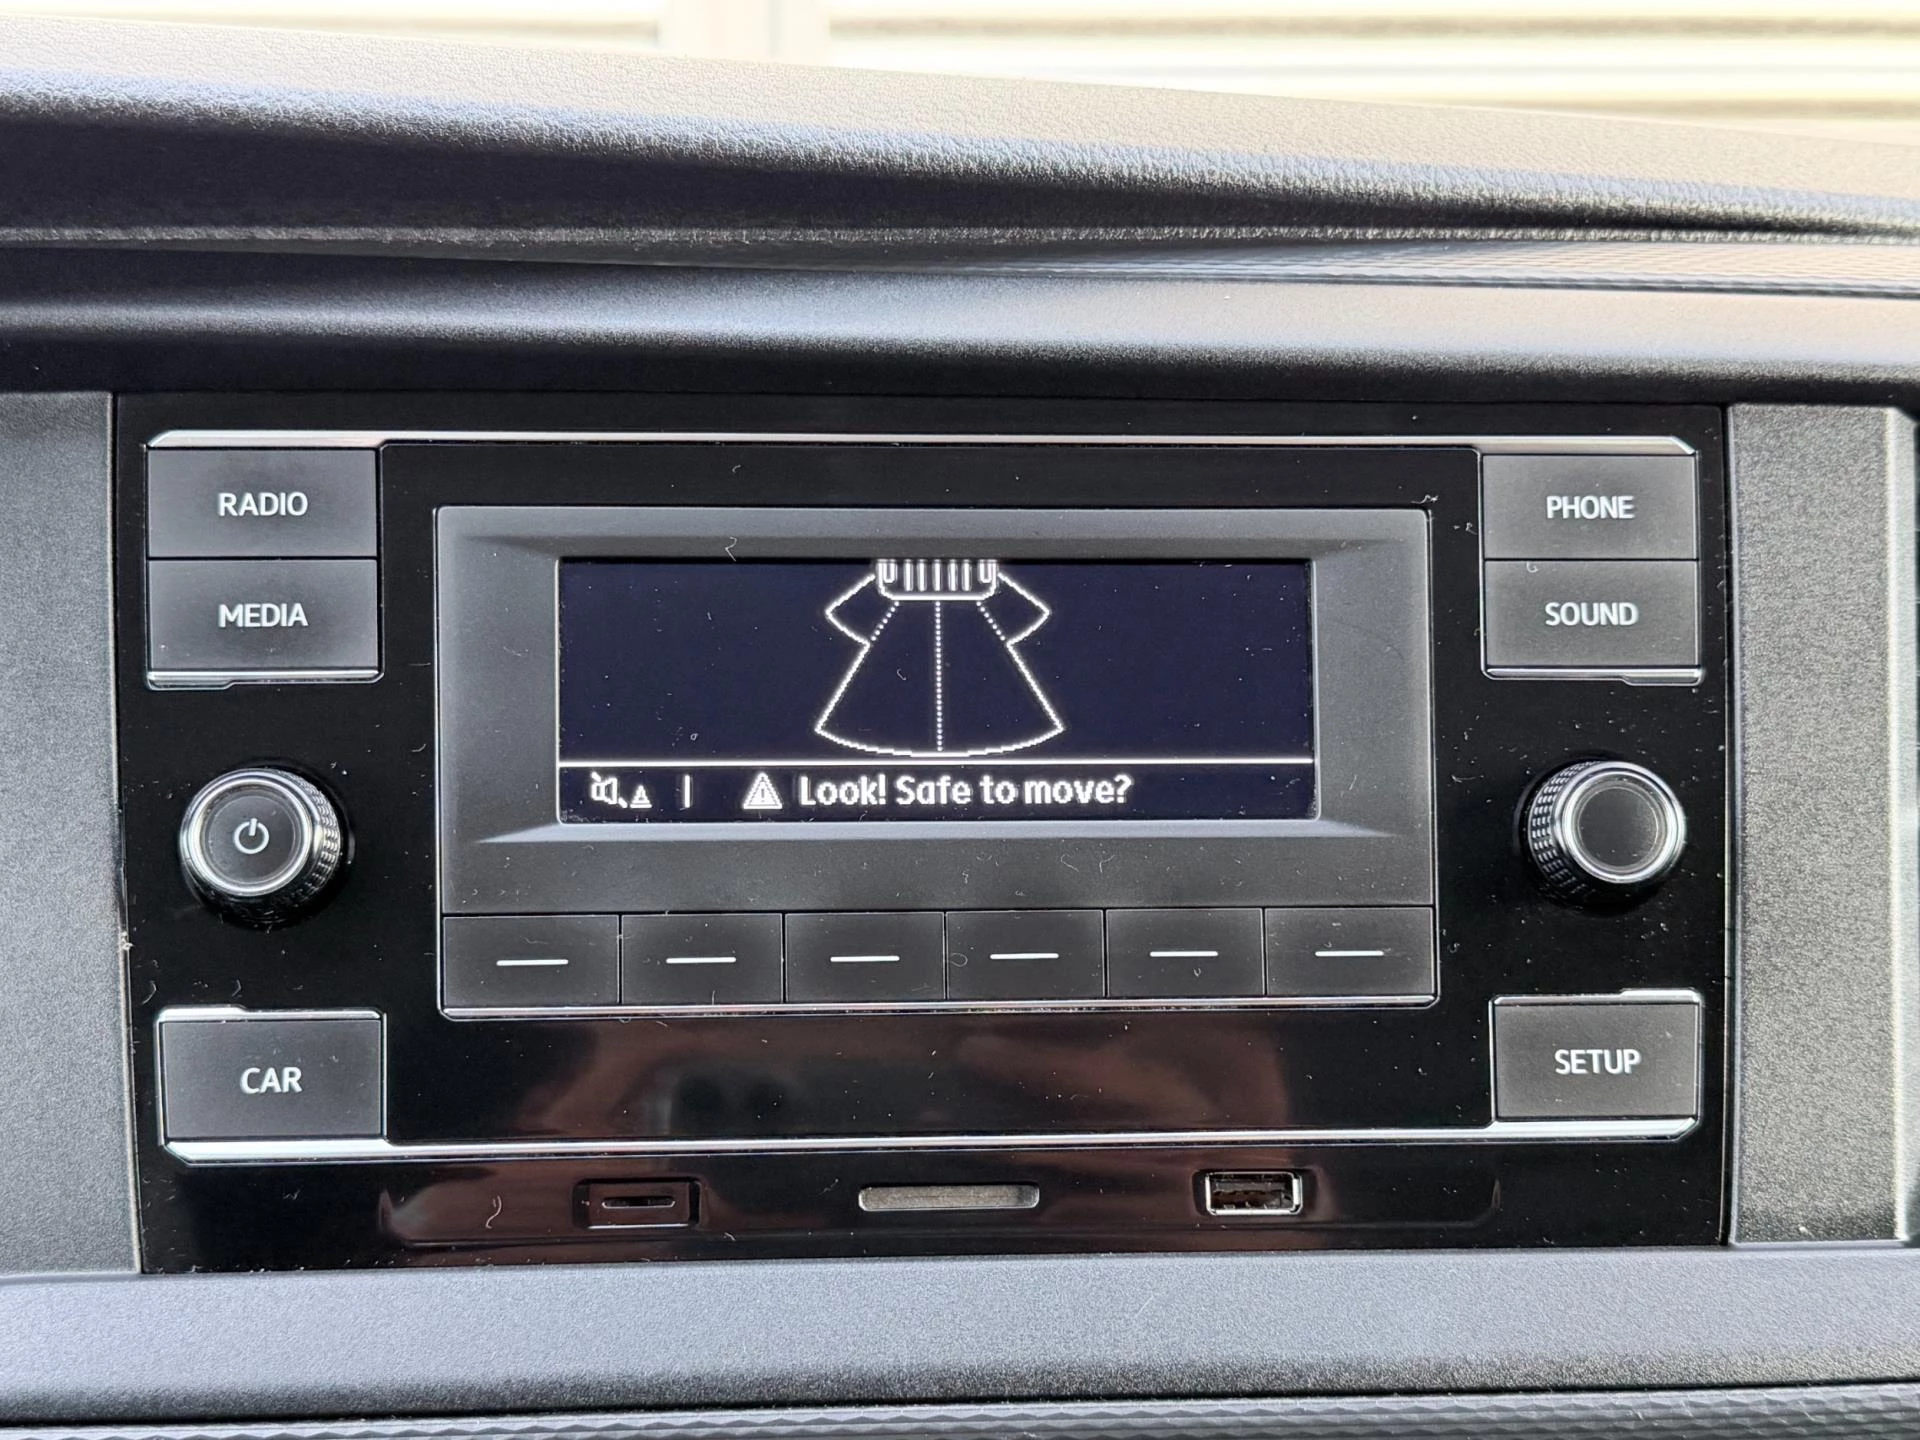 RADIO
MEDIA
PHONE
SOUND
Look! Safe to move?
CAR
SETUP